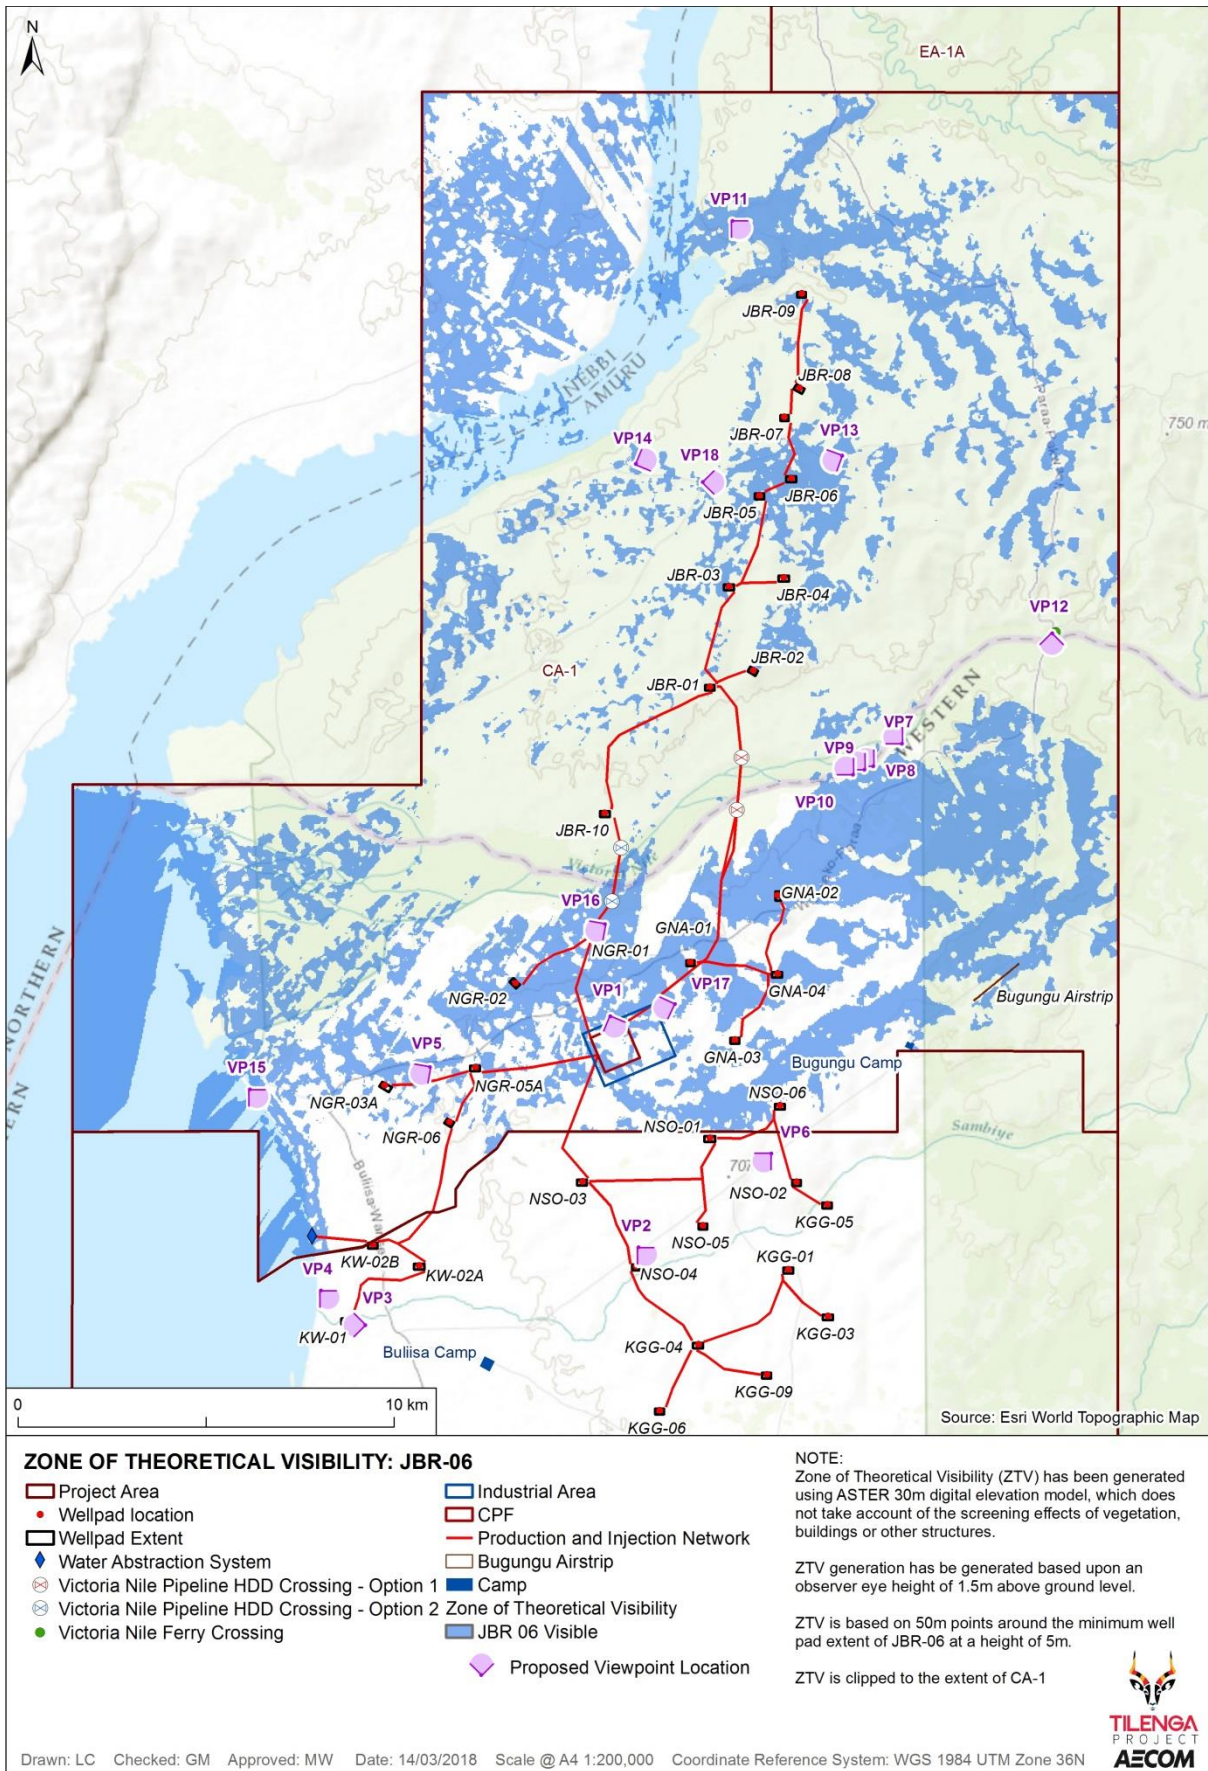 N
EA-1A
VP11
JBR-09
NEBBI
AMURU
JBR-08
JBR-07
VP13
750 m
VP14
VP18
JBR-06
JBR-05
JBR-03
JBR-04
VP12
CA-1
JBR-02
JBR-01
WESTERN
VP7
VP9
VP8
VP10
JBR-10
VP16
GNA-02
GNA-01
NGR-01
NORTHERN
NGR-02
VP1
VP17
GNA-04
Bugungu Airstrip
VP5
GNA-03
Bugungu Camp
VP15
NGR-05A
NGR-03A
NSO-06
NGR-06
NSO-01
Sambiye
VP6
NSO-03
NSO-02
KGG-05
VP2
NSO-05
KGG-01
KW-02B
VP4
KW-02A
NSO-04
VP3
KW-01
KGG-03
KGG-04
Buliisa Camp
KGG-09
0
10 km
KGG-06
Source: Esri World Topographic Map
ZONE OF THEORETICAL VISIBILITY: JBR-06
Project Area
Wellpad location
Wellpad Extent
Water Abstraction System
Victoria Nile Pipeline HDD Crossing - Option 1
Victoria Nile Pipeline HDD Crossing - Option 2
Victoria Nile Ferry Crossing
Industrial Area
CPF
Production and Injection Network
Bugungu Airstrip
Camp
Zone of Theoretical Visibility
JBR 06 Visible
Proposed Viewpoint Location
NOTE:
Zone of Theoretical Visibility (ZTV) has been generated
using ASTER 30m digital elevation model, which does
not take account of the screening effects of vegetation,
buildings or other structures.
ZTV generation has be generated based upon an
observer eye height of 1.5m above ground level.
ZTV is based on 50m points around the minimum well
pad extent of JBR-06 at a height of 5m.
ZTV is clipped to the extent of CA-1
TILENGA
PROJECT
AECOM
Drawn: LC Checked: GM Approved: MW Date: 14/03/2018 Scale @ A4 1:200,000 Coordinate Reference System: WGS 1984 UTM Zone 36N